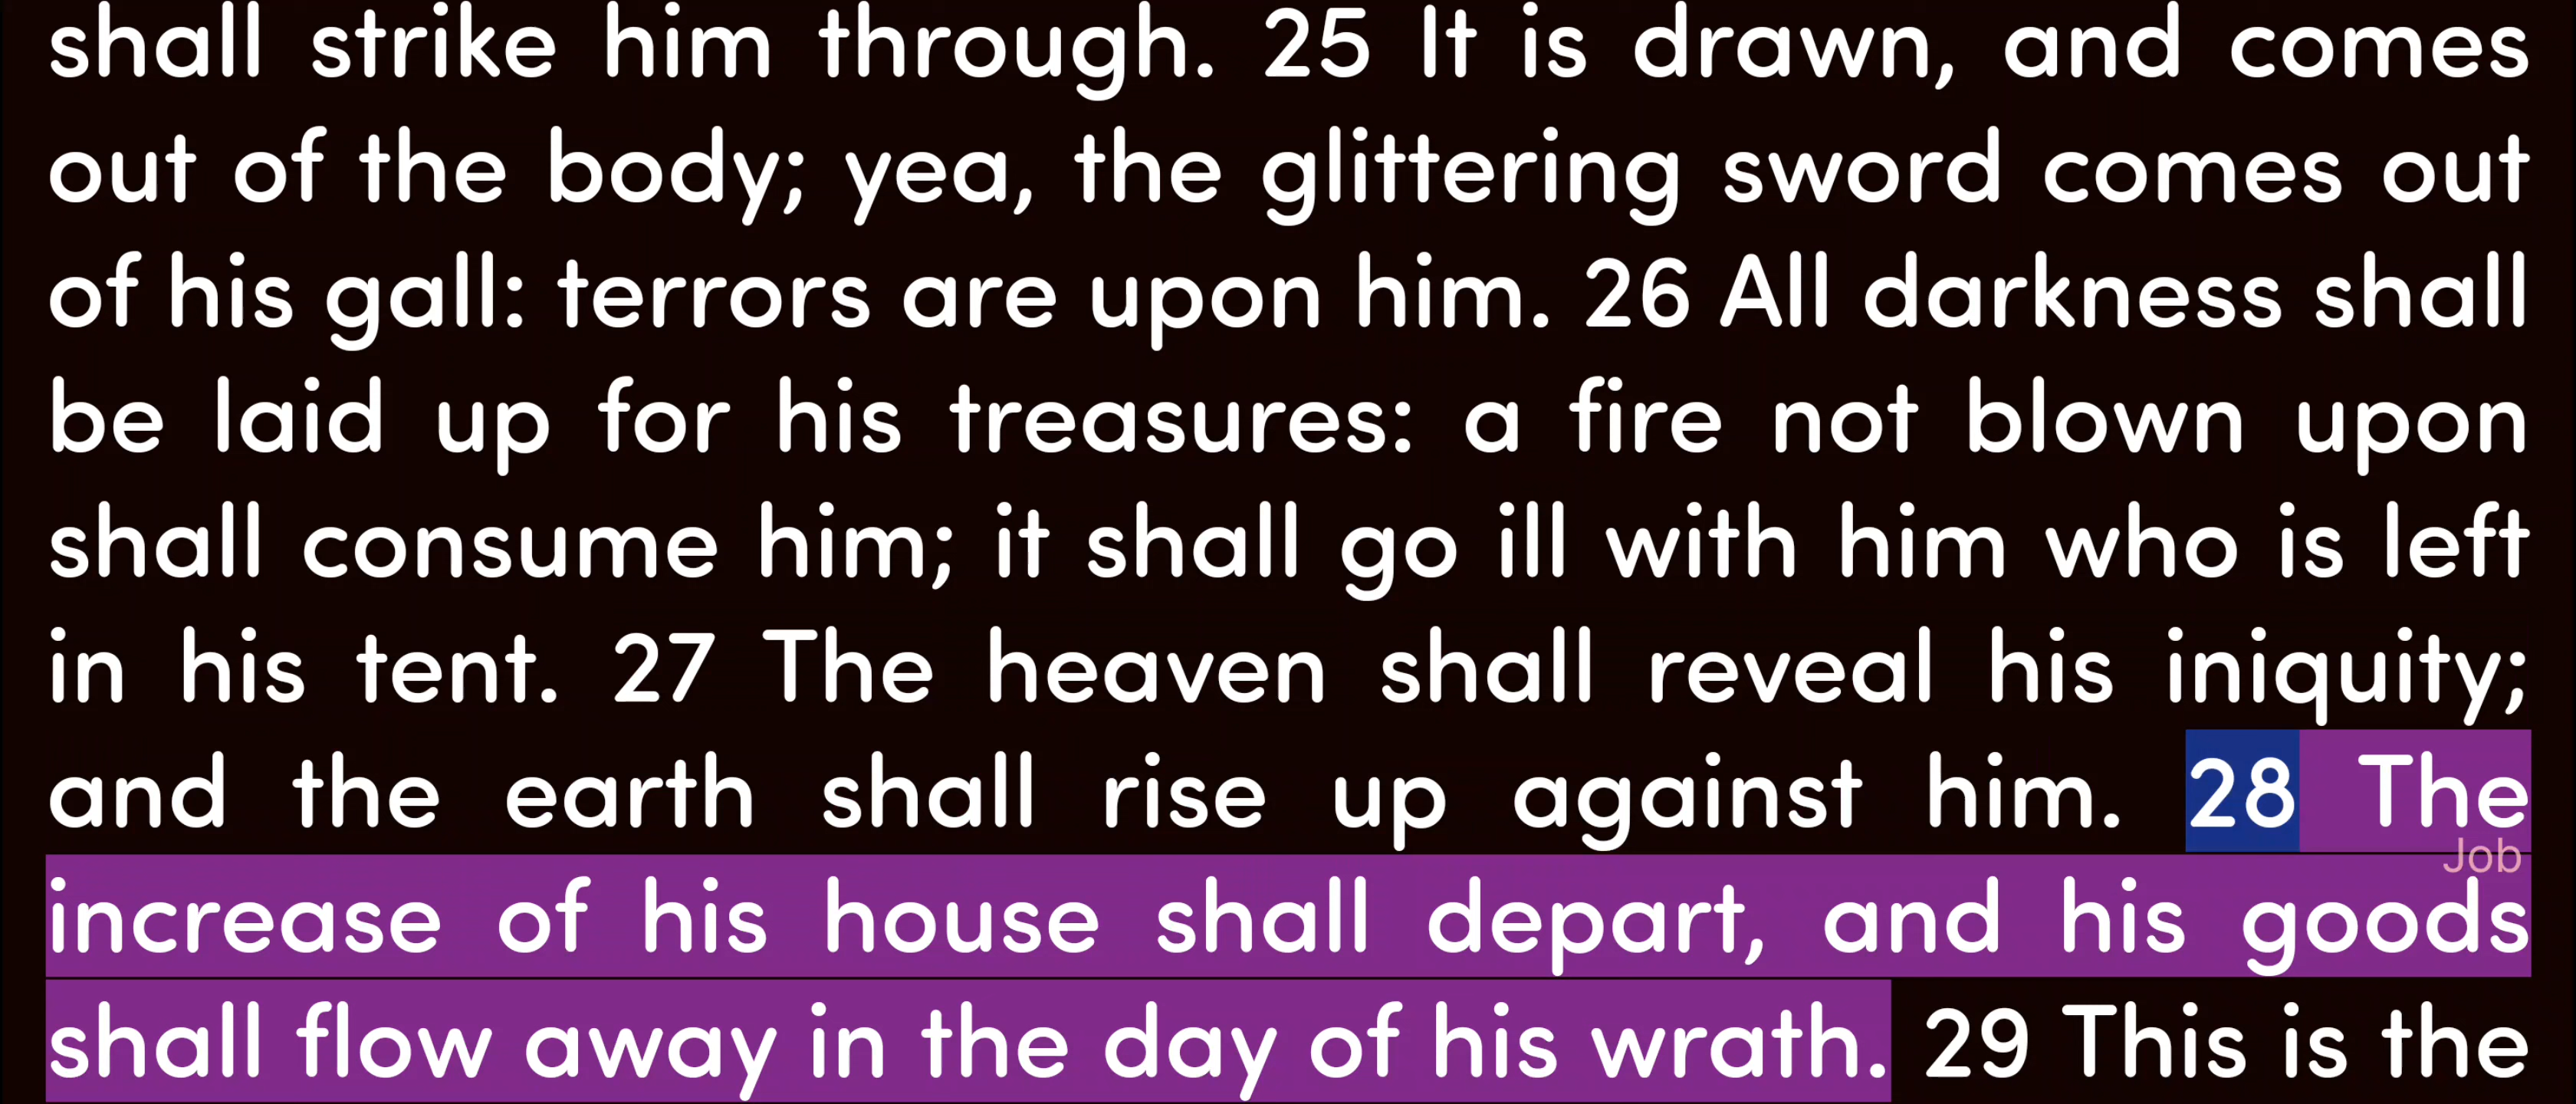 shall strike him through. 25 It is drawn, and comes
out of the body; yea, the glittering sword comes out
of his gall: terrors are upon him. 26 All darkness shall
be laid up for his treasures: a fire not blown upon
shall consume him; it shall go ill with him who is left
in his tent. 27 The heaven shall reveal his iniquity;
and the earth shall rise up against him. 28 The
Job
increase of his house shall depart, and his goods
shall flow away in the day of his wrath. 29 This is the